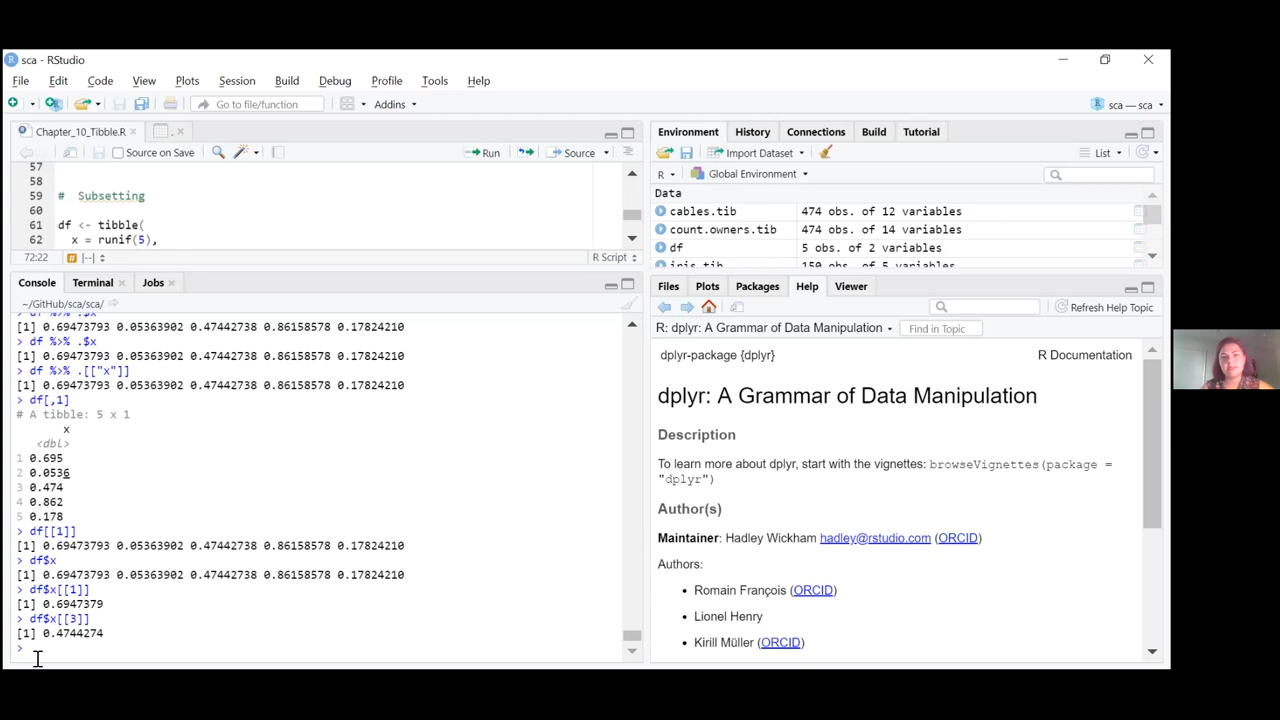 sca - RStudio
File Edit Code View Plots Session Build Debug Profile Tools Help
Go to file/function Addins sca — sca
Chapter_10_Tibble.R .
Source on Save Run Source
57
58
59 # Subsetting
60
61 df <- tibble(
62 x = runif(5),
72:22 R Script
Console Terminal Jobs
~/GitHub/sca/sca/
df %>% .$x
[1] 0.69473793 0.05363902 0.47442738 0.86158578 0.17824210
> df %>% .$x
[1] 0.69473793 0.05363902 0.47442738 0.86158578 0.17824210
> df %>% .[["x"]]
[1] 0.69473793 0.05363902 0.47442738 0.86158578 0.17824210
> df[,1]
# A tibble: 5 x 1
x
<dbl>
1 0.695
2 0.0536
3 0.474
4 0.862
5 0.178
> df[[1]]
[1] 0.69473793 0.05363902 0.47442738 0.86158578 0.17824210
> df$x
[1] 0.69473793 0.05363902 0.47442738 0.86158578 0.17824210
> df$x[[1]]
[1] 0.6947379
> df$x[[3]]
[1] 0.4744274
>
Environment History Connections Build Tutorial
Import Dataset List
R Global Environment
Data
cables.tib 474 obs. of 12 variables
count.owners.tib 474 obs. of 14 variables
df 5 obs. of 2 variables
iris.tib 150 obs. of 5 variables
Files Plots Packages Help Viewer
Refresh Help Topic
R: dplyr: A Grammar of Data Manipulation Find in Topic
dplyr-package {dplyr} R Documentation
dplyr: A Grammar of Data Manipulation
Description
To learn more about dplyr, start with the vignettes: browseVignettes(package =
"dplyr")
Author(s)
Maintainer: Hadley Wickham hadley@rstudio.com (ORCID)
Authors:
• Romain François (ORCID)
• Lionel Henry
• Kirill Müller (ORCID)